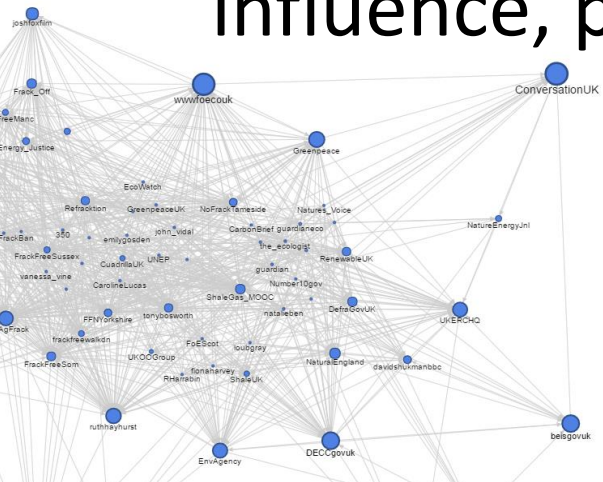 Influence, p
joshfoxfilm
Frack_Off
ConversationUK
wwwfoecouk
reeManc
Energy_Justice
Greenpeace
EcoWatch
Refracktion
GreenpeaceUK
NoFrackTameside
Natures_Voice
NatureEnergyJnl
FrackBan
350
emilygosden
john_vidal
CarbonBrief
guardianeco
the_ecologist
FrackFreeSussex
CuadrillaUK
UNEP
RenewableUK
guardian
vanessa_vine
CarolineLucas
Number10gov
ShaleGas_MOOC
AgFrack
FFNYorkshire
tonybosworth
natalieben
DefraGovUK
UKERCHQ
frackfreewalkdn
FoEScot
loubgray
FrackFreeSom
UKOOGroup
NaturalEngland
davidshukmanbbc
fionaharvey
RHarrabin
ShaleUK
ruthhayhurst
beisgovuk
EnvAgency
DECCgovuk